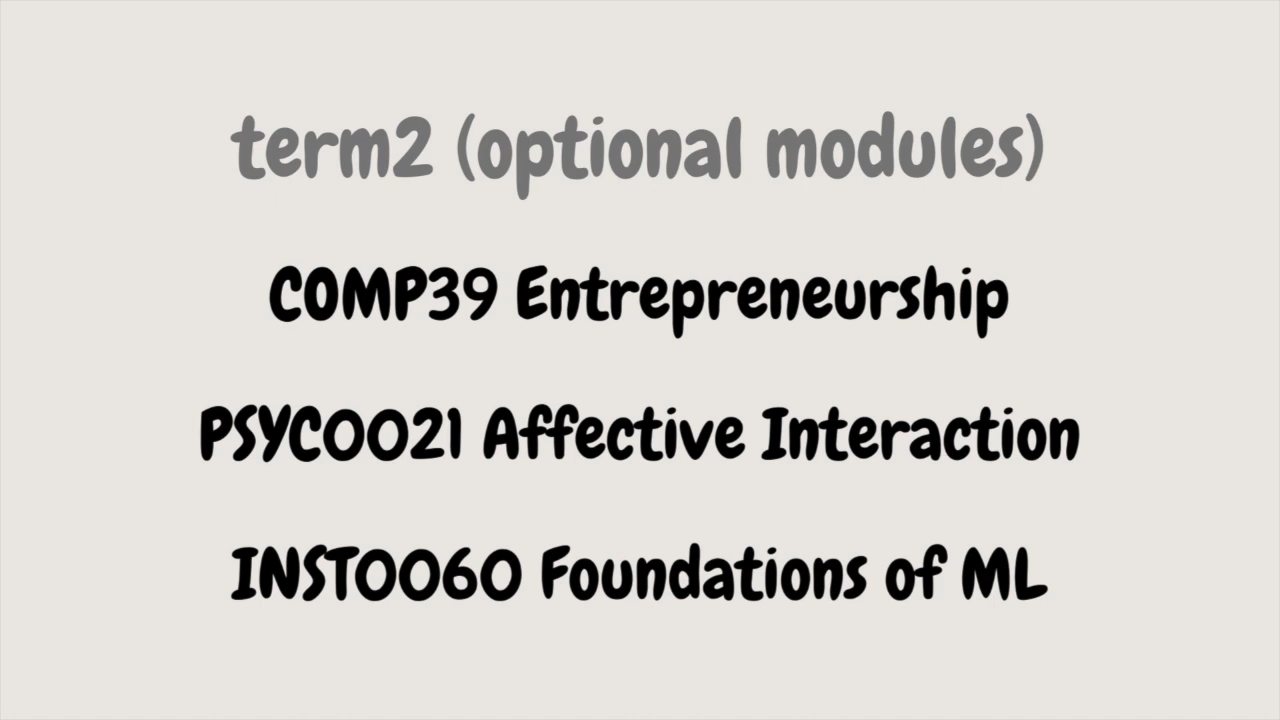 term2 (optional modules)
COMP39 Entrepreneurship
PSYC0021 Affective Interaction
INST0060 Foundations of ML